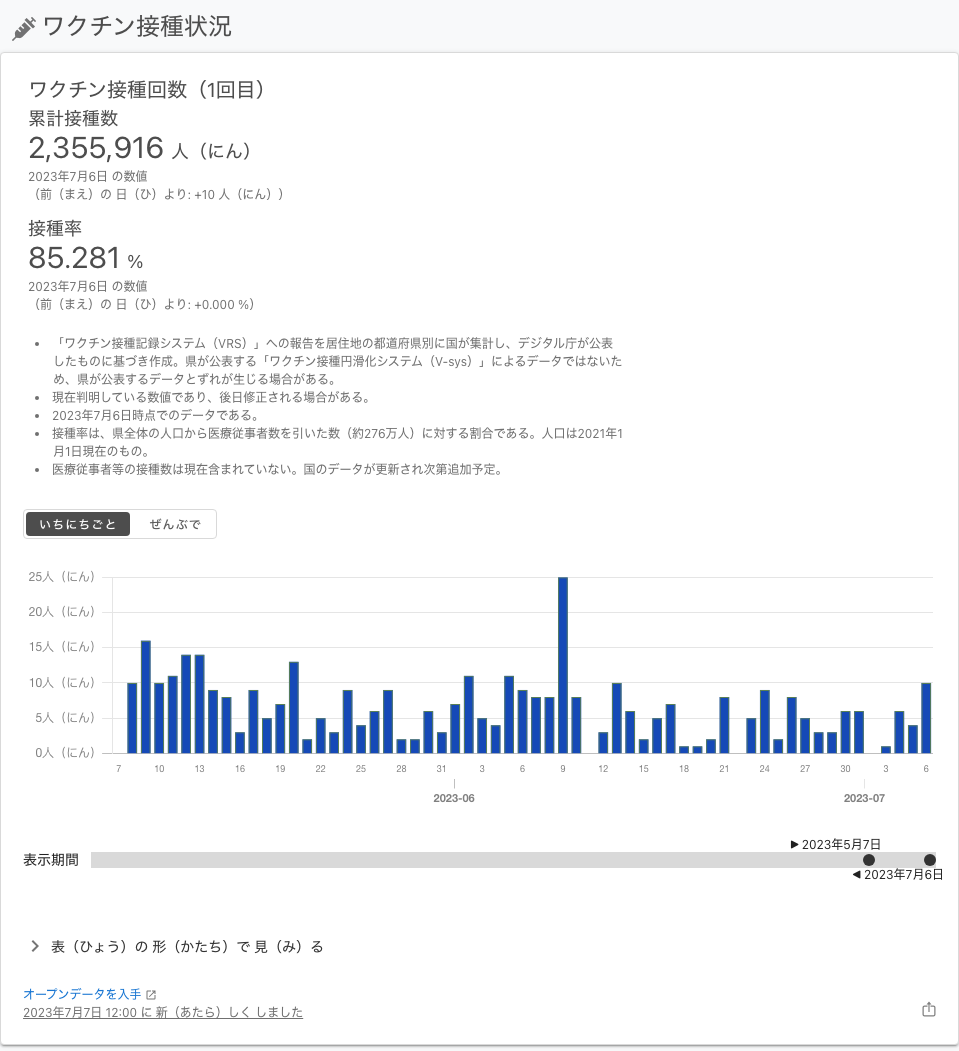 ワクチン接種状況
ワクチン接種回数（1回目）
累計接種数
2,355,916 人（にん）
2023年7月6日 の数値
（前（まえ）の 日（ひ）より: +10 人（にん））
接種率
85.281 %
2023年7月6日 の数値
（前（まえ）の 日（ひ）より: +0.000 %）
• 「ワクチン接種記録システム（VRS）」への報告を居住地の都道府県別に国が集計し、デジタル庁が公表
したものに基づき作成。県が公表する「ワクチン接種円滑化システム（V-sys）」によるデータではないた
め、県が公表するデータとずれが生じる場合がある。
• 現在判明している数値であり、後日修正される場合がある。
• 2023年7月6日時点でのデータである。
• 接種率は、県全体の人口から医療従事者数を引いた数（約276万人）に対する割合である。人口は2021年1
月1日現在のもの。
• 医療従事者等の接種数は現在含まれていない。国のデータが更新され次第追加予定。
いちにちごと ぜんぶで
25人（にん）
20人（にん）
15人（にん）
10人（にん）
5人（にん）
0人（にん）
7 10 13 16 19 22 25 28 31 3 6 9 12 15 18 21 24 27 30 3 6
2023-06 2023-07
▶ 2023年5月7日
表示期間
◀ 2023年7月6日
表（ひょう）の 形（かたち）で 見（み）る
オープンデータを入手
2023年7月7日 12:00 に 新（あたら）しく しました